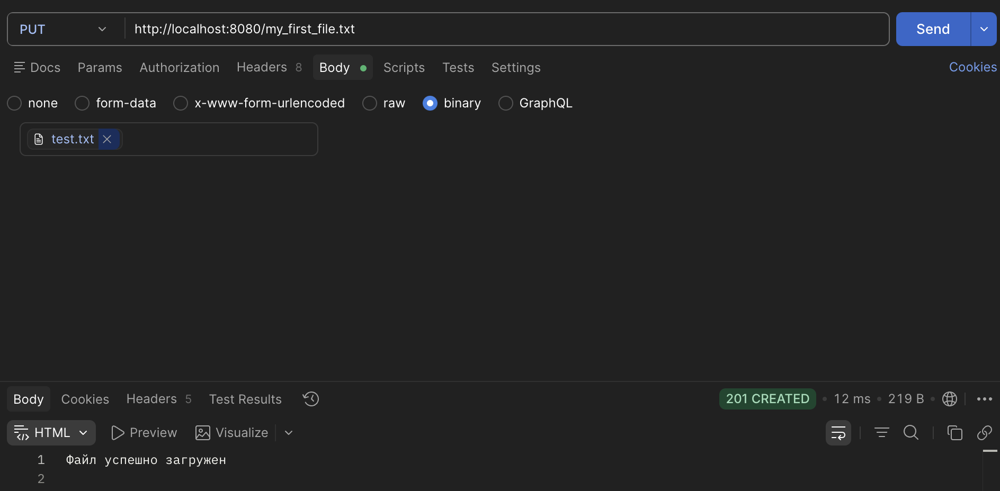 PUT http://localhost:8080/my_first_file.txt Send
Docs Params Authorization Headers 8 Body Scripts Tests Settings Cookies
none form-data x-www-form-urlencoded raw binary GraphQL
test.txt
Body Cookies Headers 5 Test Results 201 CREATED • 12 ms • 219 B •
HTML Preview Visualize
1 Файл успешно загружен
2